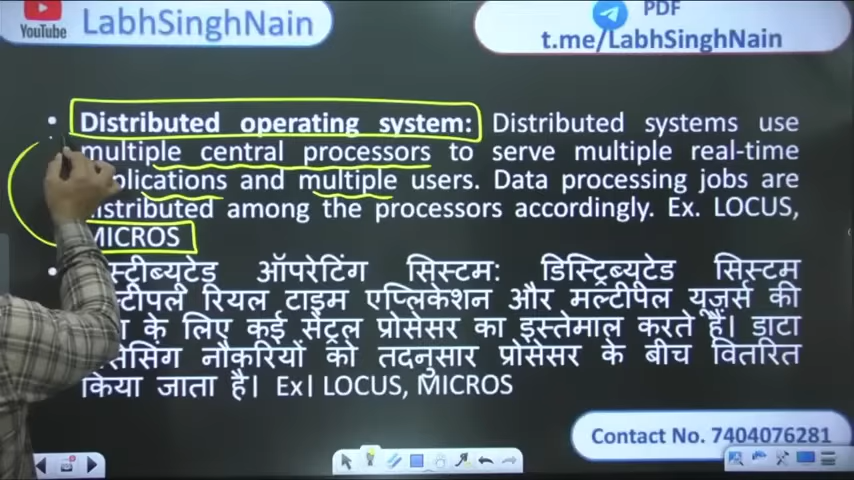 YouTube
LabhSinghNain
PDF
t.me/LabhSinghNain
• Distributed operating system: Distributed systems use
multiple central processors to serve multiple real-time
and multiple users. Data processing jobs are
among the processors accordingly. Ex. LOCUS,
MICROS
ऑपरेटिंग सिस्टम: डिस्ट्रिब्यूटेड सिस्टम
रियल टाइम एप्लिकेशन और मल्टीपल यूजर्स की
के लिए कई सेंट्रल प्रोसेसर का इस्तेमाल करते हैं। डाटा
नौकरियों को तदनुसार प्रोसेसर के बीच वितरित
किया जाता है। Ex। LOCUS, MICROS
Contact No. 7404076281